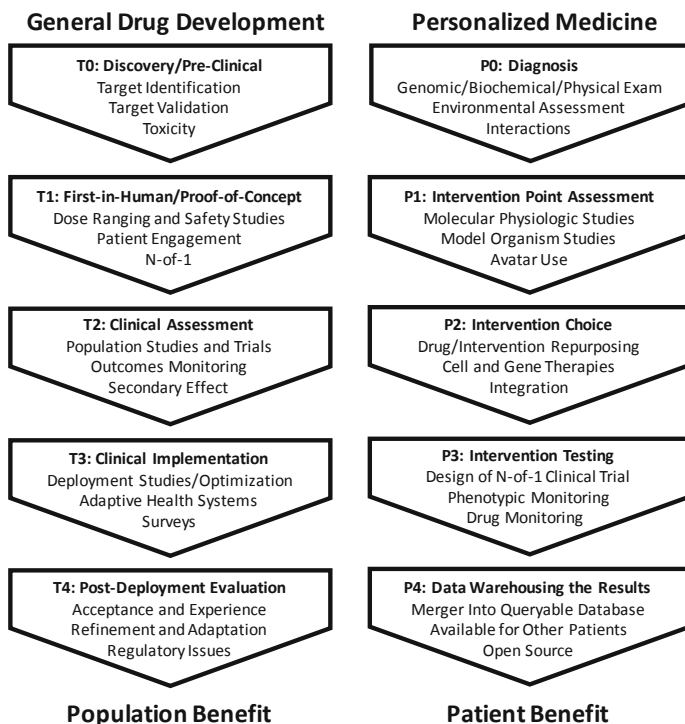 General Drug Development
T0: Discovery/Pre-Clinical
Target Identification
Target Validation
Toxicity
T1: First-in-Human/Proof-of-Concept
Dose Ranging and Safety Studies
Patient Engagement
N-of-1
T2: Clinical Assessment
Population Studies and Trials
Outcomes Monitoring
Secondary Effect
T3: Clinical Implementation
Deployment Studies/Optimization
Adaptive Health Systems
Surveys
T4: Post-Deployment Evaluation
Acceptance and Experience
Refinement and Adaptation
Regulatory Issues
Population Benefit
Personalized Medicine
P0: Diagnosis
Genomic/Biochemical/Physical Exam
Environmental Assessment
Interactions
P1: Intervention Point Assessment
Molecular Physiologic Studies
Model Organism Studies
Avatar Use
P2: Intervention Choice
Drug/Intervention Repurposing
Cell and Gene Therapies
Integration
P3: Intervention Testing
Design of N-of-1 Clinical Trial
Phenotypic Monitoring
Drug Monitoring
P4: Data Warehousing the Results
Merger Into Queryable Database
Available for Other Patients
Open Source
Patient Benefit